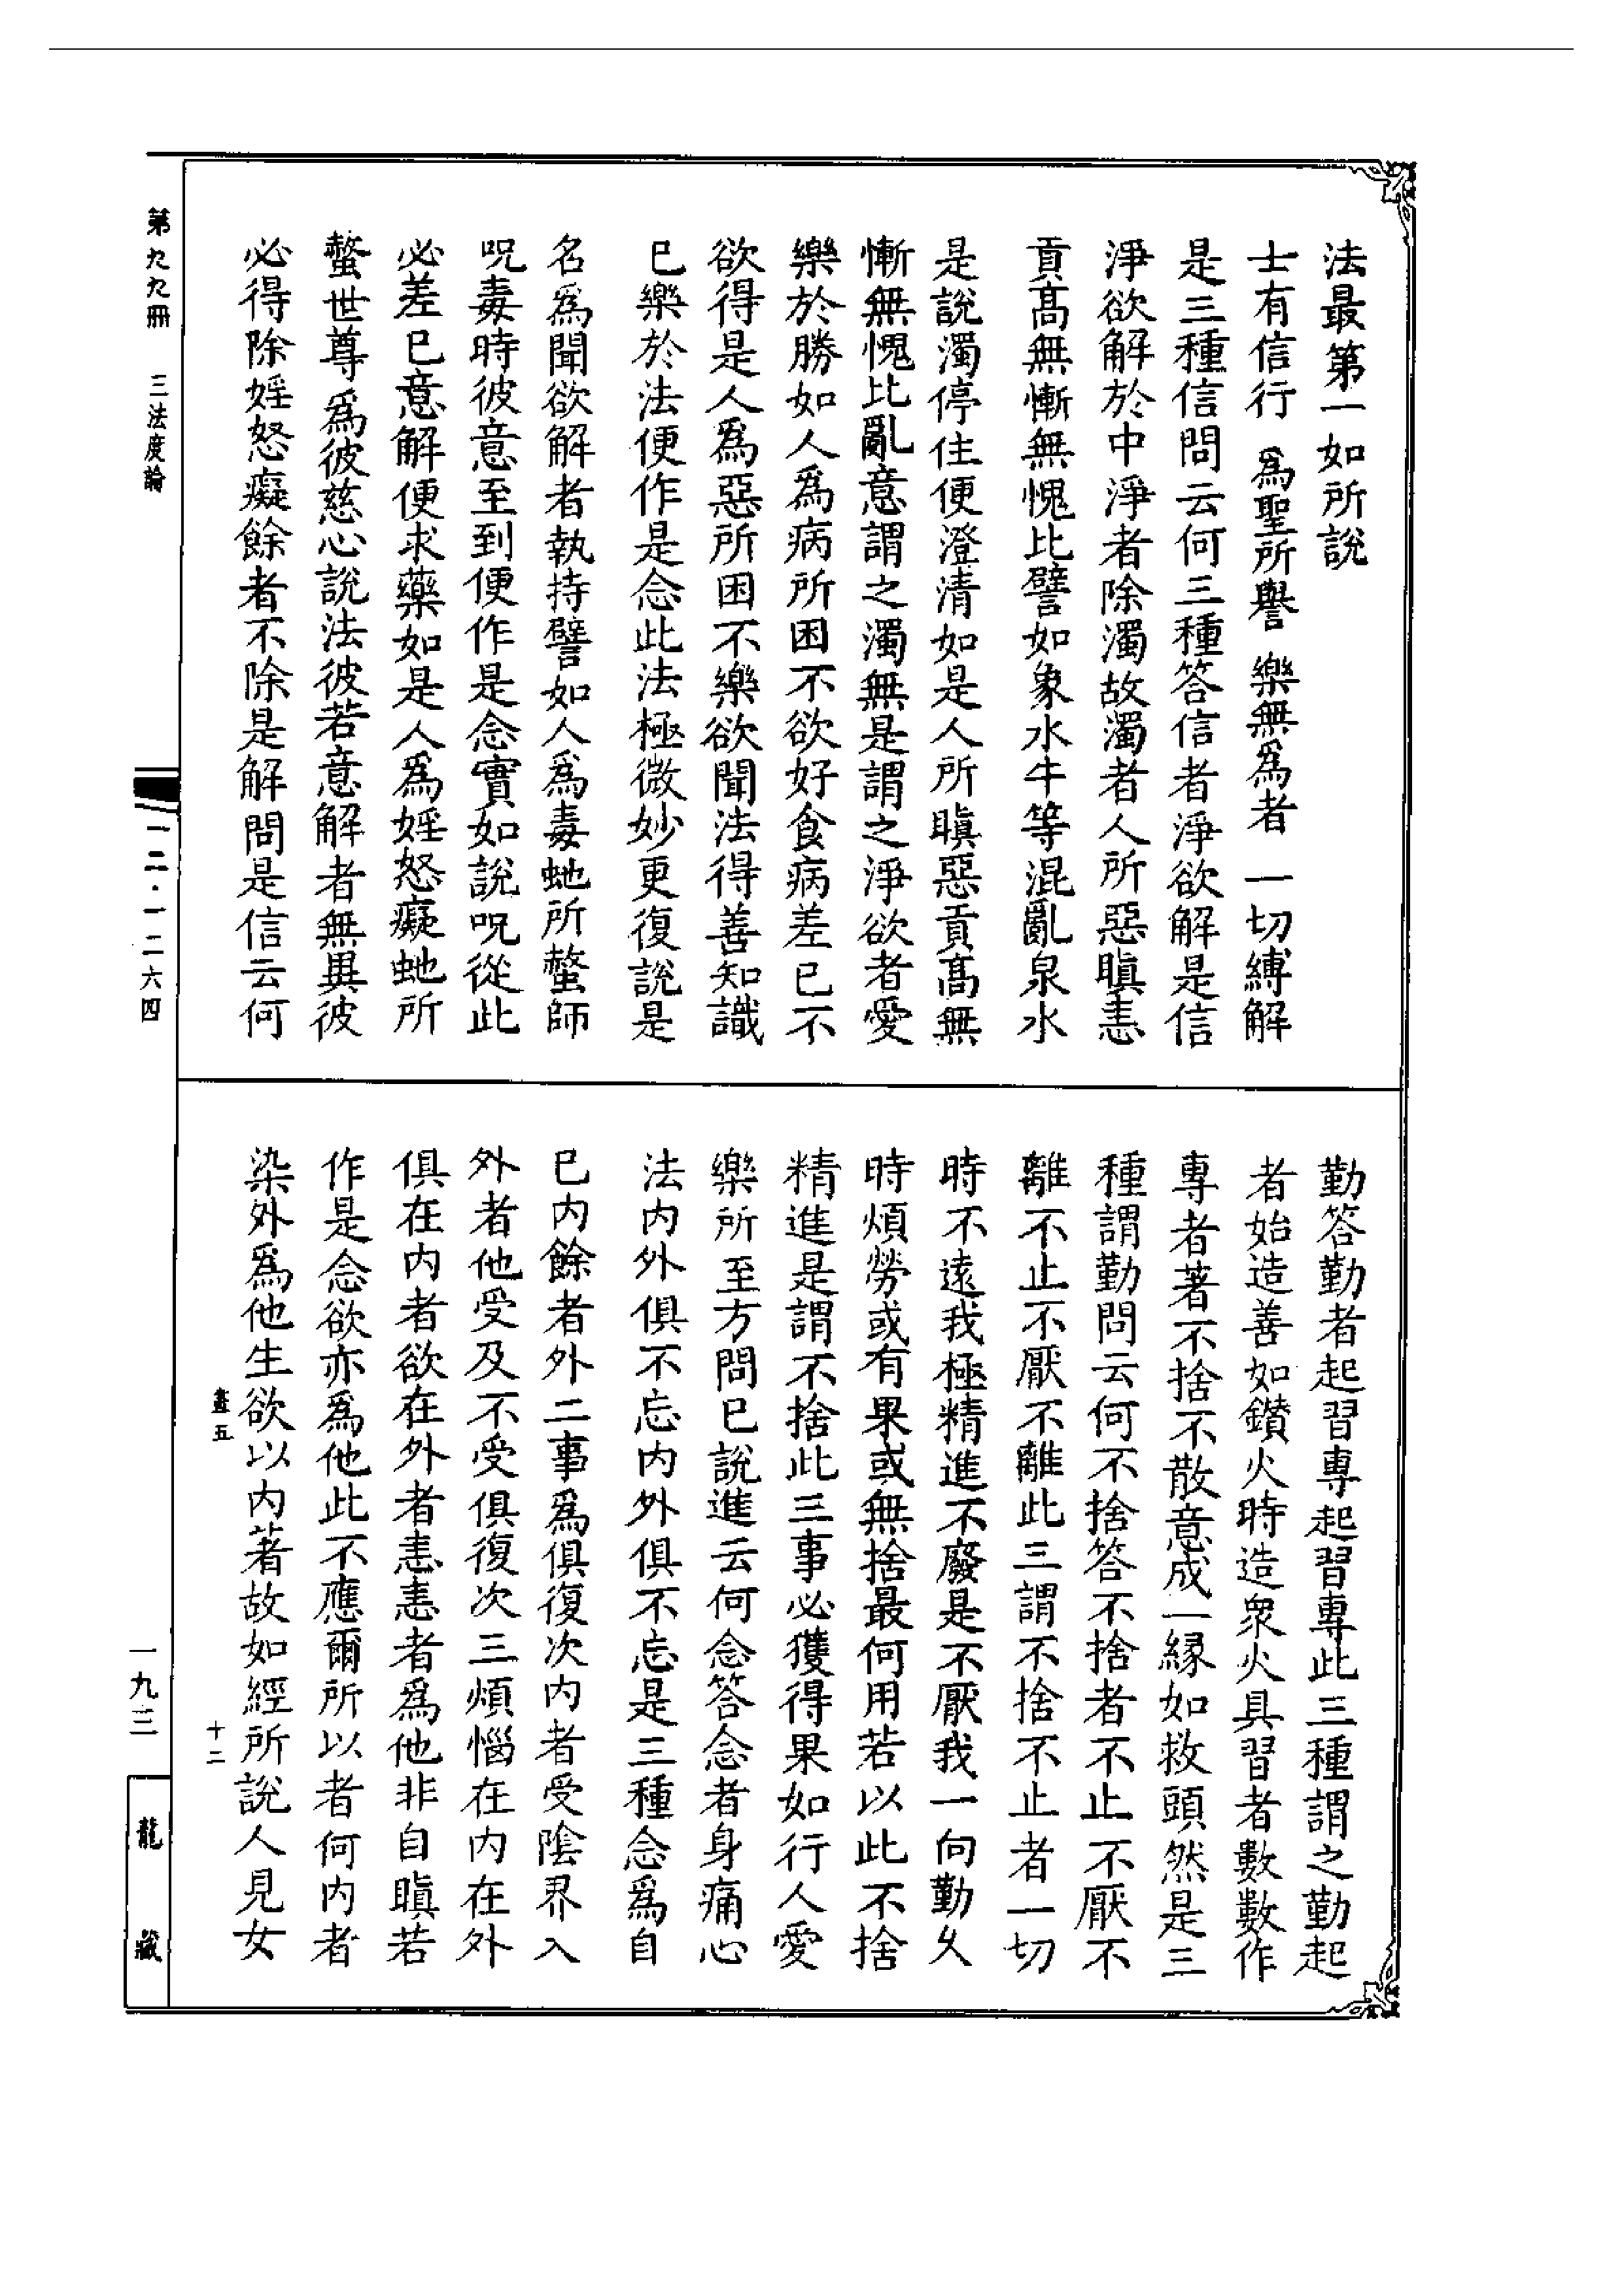 法最第一如所說
士有信行　爲聖所譽　樂無爲者　一切縛解
是三種信問云何三種答信者淨欲解是信
淨欲解於中淨者除濁故濁者人所惡瞋恚
貢高無慚無愧比譬如象水牛等混亂泉水
是說濁停住便澄清如是人所瞋惡貢高無
慚無愧比亂意謂之濁無是謂之淨欲者愛
樂於勝如人爲病所困不欲好食病差已不
欲得是人爲惡所困不樂欲聞法得善知識
已樂於法便作是念此法極微妙更復說是
名爲聞欲解者執持譬如人爲毒虵所螫師
呪毒時彼意至到便作是念實如說呪從此
必差已意解便求藥如是人爲婬怒癡虵所
螫世尊爲彼慈心說法彼若意解者無異彼
必得除婬怒癡餘者不除是解問是信云何
勤答勤者起習專起習專此三種謂之勤起
者始造善如鑚火時造衆火具習者數數作
專者著不捨不散意成一緣如救頭然是三
種謂勤問云何不捨答不捨者不止不厭不
離不止不厭不離此三謂不捨不止者一切
時不遠我極精進不廢是不厭我一向勤久
時煩勞或有果或無捨最何用若以此不捨
精進是謂不捨此三事必獲得果如行人愛
樂所至方問已說進云何念答念者身痛心
法内外俱不忘内外俱不忘是三種念爲自
已内餘者外二事爲俱復次内者受陰界入
外者他受及不受俱復次三煩惱在内在外
俱在内者欲在外者恚恚者爲他非自瞋若
作是念欲亦爲他此不應爾所以者何内者
染外爲他生欲以内著故如經所說人見女
第九九冊　三法度論
一二·一二六四
盡五
十二
一九三
龍藏